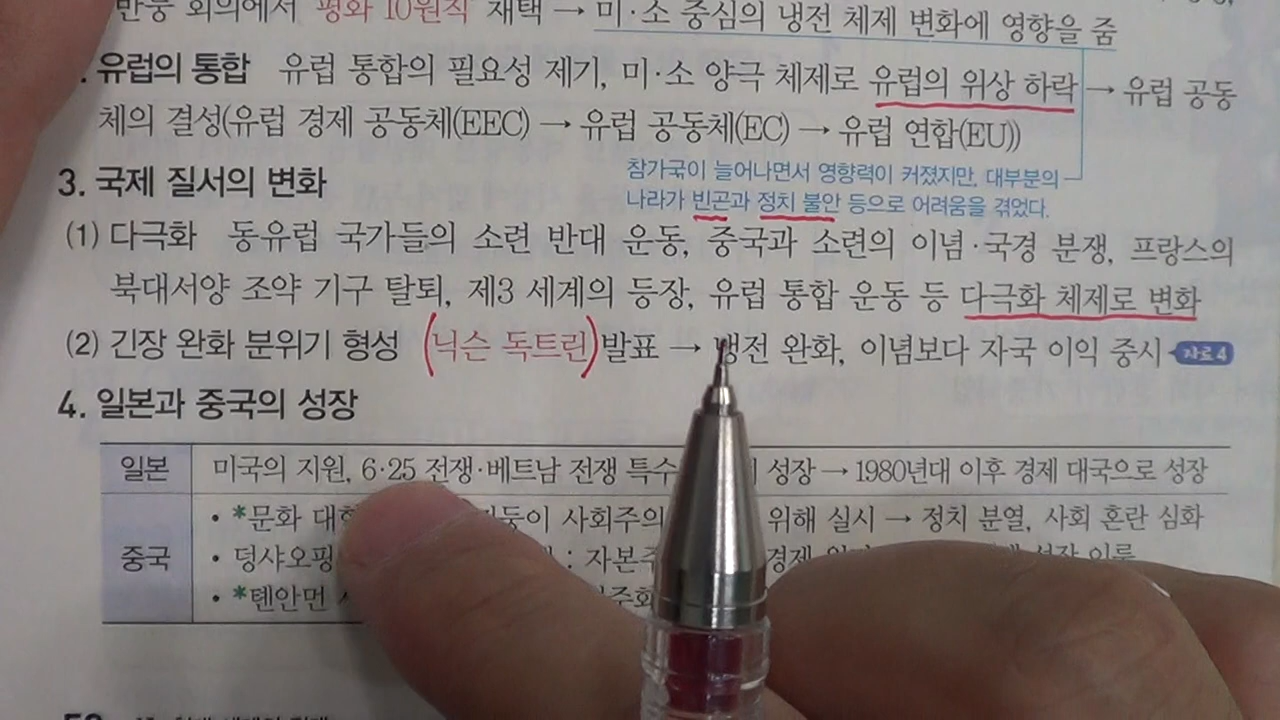 반둥 회의에서 평화 10원칙 채택 → 미·소 중심의 냉전 체제 변화에 영향을 줌
유럽의 통합 유럽 통합의 필요성 제기, 미·소 양극 체제로 유럽의 위상 하락 → 유럽 공동
체의 결성(유럽 경제 공동체(EEC) → 유럽 공동체(EC) → 유럽 연합(EU))
참가국이 늘어나면서 영향력이 커졌지만, 대부분의
나라가 빈곤과 정치 불안 등으로 어려움을 겪었다.
3. 국제 질서의 변화
(1) 다극화 동유럽 국가들의 소련 반대 운동, 중국과 소련의 이념·국경 분쟁, 프랑스의
북대서양 조약 기구 탈퇴, 제3 세계의 등장, 유럽 통합 운동 등 다극화 체제로 변화
(2) 긴장 완화 분위기 형성 (닉슨 독트린) 발표 → 냉전 완화, 이념보다 자국 이익 중시 자료4
4. 일본과 중국의 성장
일본 미국의 지원, 6·25 전쟁·베트남 전쟁 특수 성장 → 1980년대 이후 경제 대국으로 성장
• *문화 사회주의 위해 실시 → 정치 분열, 사회 혼란 심화
중국 • 덩샤오핑 : 경제 성장 이룩
• *톈안먼